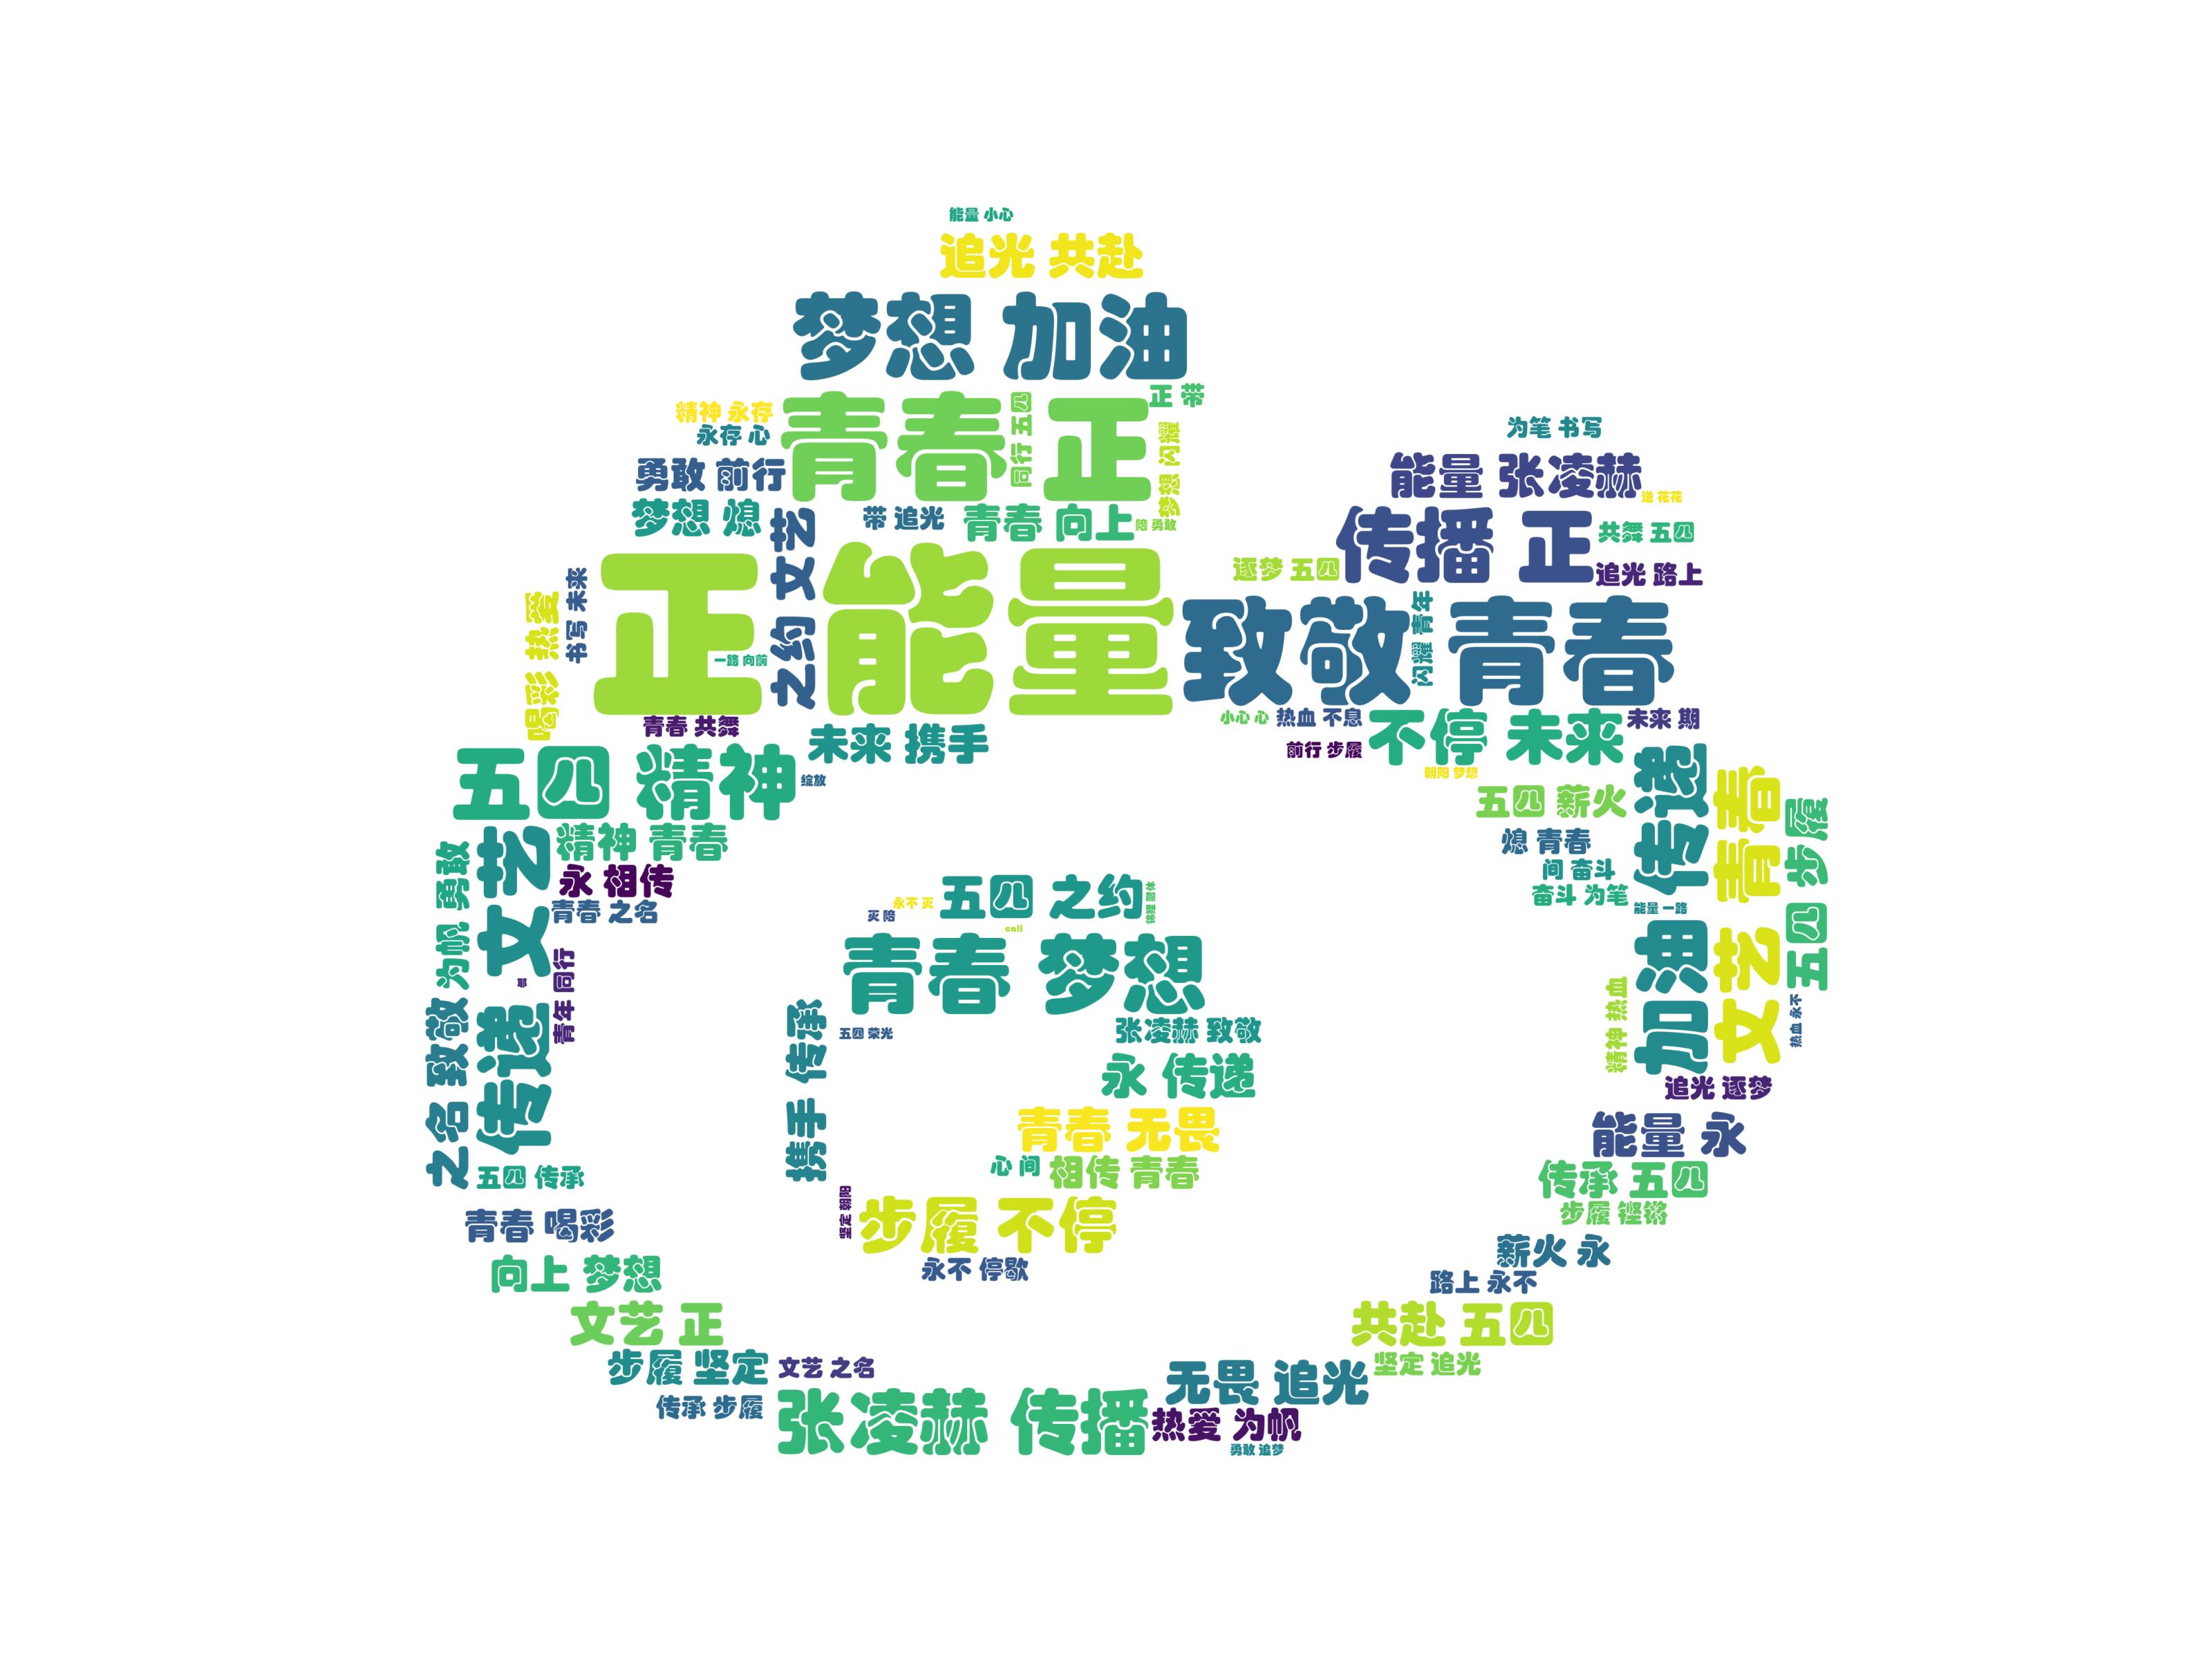 能量 小心
追光 共赴
梦想 加油
正 带
精神 永存
永存 心
青春 正
同行 五四
梦想 闪耀
勇敢 前行
梦想 熄
带 追光
青春 向上
陪 勇敢
为笔 书写
能量 张凌赫
送 花花
传播 正
共舞 五四
逐梦 五四
追光 路上
正能量
之约 文艺
一路 向前
致敬 青春
闪耀 青年
喝彩 热爱
书写 未来
青春 共舞
未来 携手
小心 心
热血 不息
前行 步履
不停 未来
未来 期
朝阳 梦想
五四 精神
绽放
精神 青春
永 相传
青春 之名
为帆 勇敢
传递 文艺
青年 同行
之名 致敬
五四 薪火
熄 青春
间 奋斗
奋斗 为笔
能量 一路
加油 传递
文艺 青春
五四 步履
热血 永不
精神 热血
追光 逐梦
永不 灭
灭 陪
五四 之约
call
青春 梦想
五四 荣光
张凌赫 致敬
携手 传承
永 传递
青春 无畏
心 间
相传 青春
坚定 朝阳
步履 不停
永不 停歇
能量 永
五四 传承
传承 五四
步履 铿锵
青春 喝彩
薪火 永
向上 梦想
路上 永不
文艺 正
共赴 五四
步履 坚定
文艺 之名
无畏 追光
坚定 追光
传承 步履
张凌赫 传播
热爱 为帆
勇敢 追梦